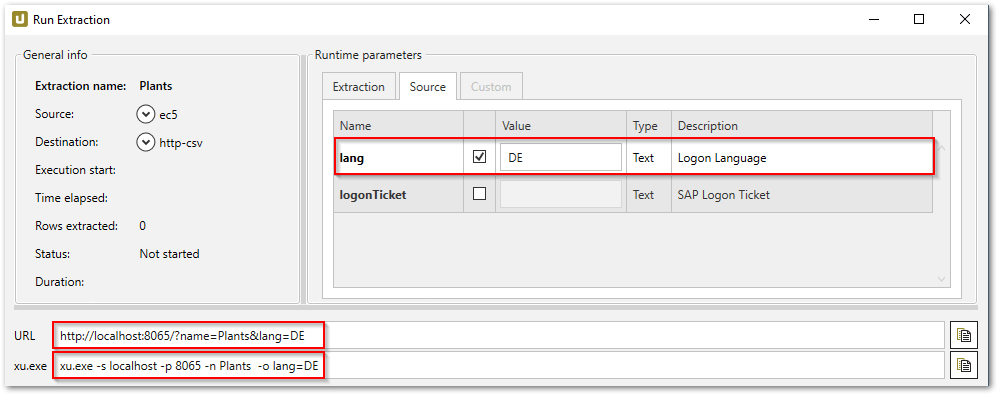 u Run Extraction
General info
Extraction name: Plants
Source: ec5
Destination: http-csv
Execution start:
Time elapsed:
Rows extracted: 0
Status: Not started
Duration:
Runtime parameters
Extraction Source Custom
Name Value Type Description
lang DE Text Logon Language
logonTicket Text SAP Logon Ticket
URL http://localhost:8065/?name=Plants&lang=DE
xu.exe xu.exe -s localhost -p 8065 -n Plants  -o lang=DE